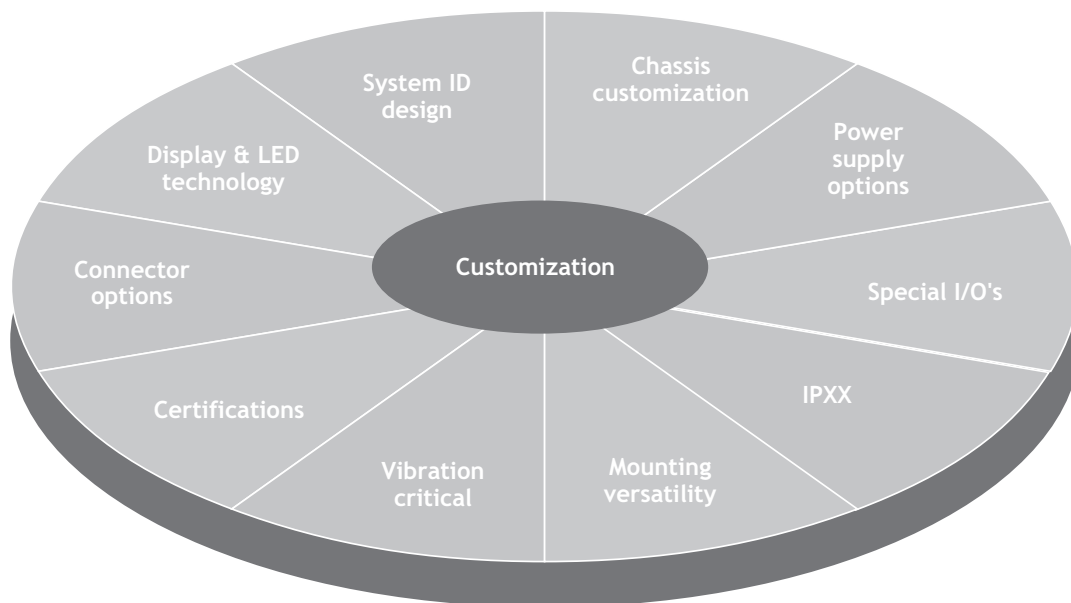 System ID
design
Chassis
customization
Power
supply
options
Display & LED
technology
Customization
Connector
options
Special I/O's
IPXX
Certifications
Vibration
critical
Mounting
versatility